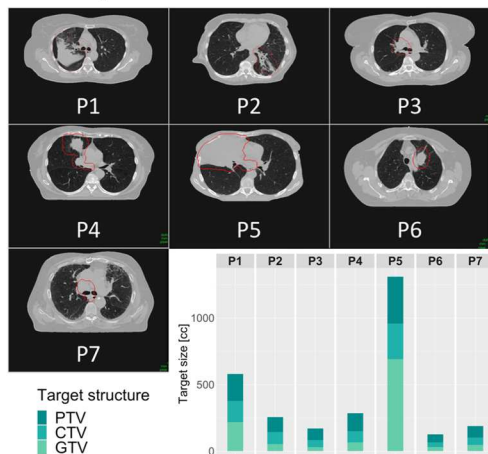 P1
P2
P3
P4
P5
P6
P7
P1 P2 P3 P4 P5 P6 P7
Target size [cc]
1000
500
0
Target structure
PTV
CTV
GTV